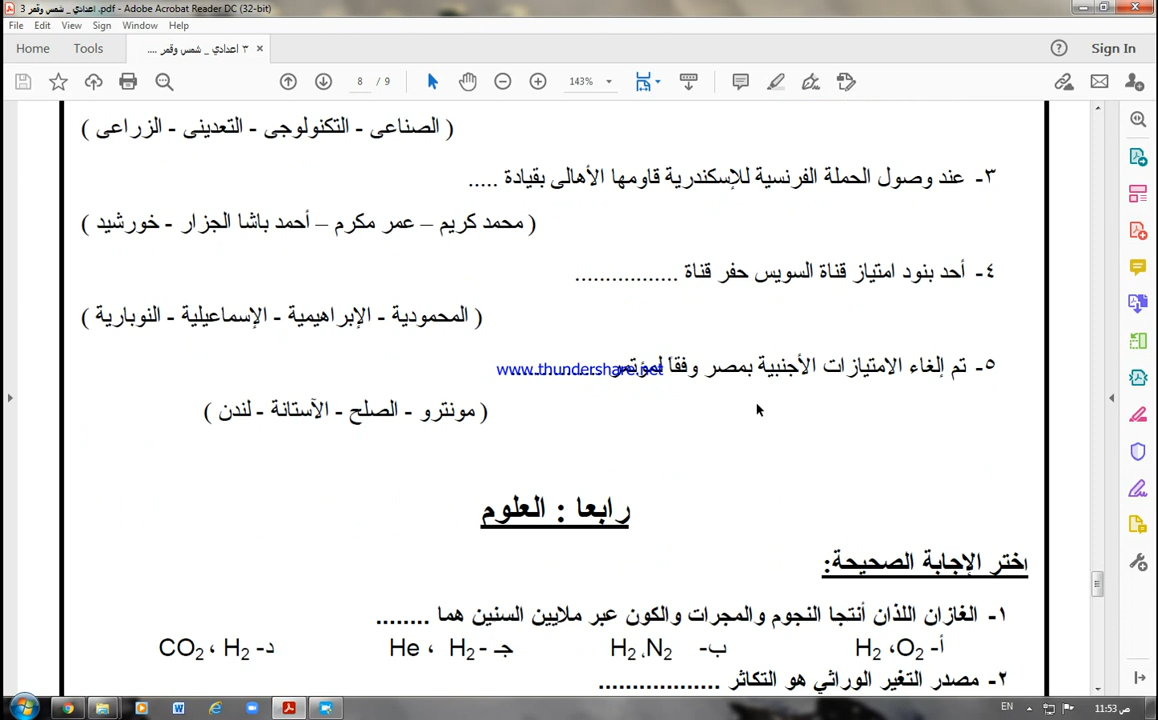 3 اعدادي _ شمس وقمر .pdf - Adobe Acrobat Reader DC (32-bit)
File Edit View Sign Window Help
Home Tools ٣ اعدادي _ شمس وقمر .... × Sign In
8 / 9 143%
( الصناعى - التكنولوجى - التعدينى - الزراعى )
٣- عند وصول الحملة الفرنسية للإسكندرية قاومها الأهالى بقيادة .....
( محمد كريم – عمر مكرم – أحمد باشا الجزار - خورشيد )
٤- أحد بنود امتياز قناة السويس حفر قناة .................
( المحمودية - الإبراهيمية - الإسماعيلية - النوبارية )
٥- تم إلغاء الامتيازات الأجنبية بمصر وفقاً لمؤتمر ..............
www.thundershare.net
( مونترو - الصلح - الآستانة - لندن )
رابعا : العلوم
اختر الإجابة الصحيحة:
١- الغازان اللذان أنتجا النجوم والمجرات والكون عبر ملايين السنين هما ........
أ- H2 ،O2 ب- H2 ،N2 جـ - He ، H2 د- CO2 ، H2
٢- مصدر التغير الوراثي هو التكاثر ..................
EN 11:53 ص